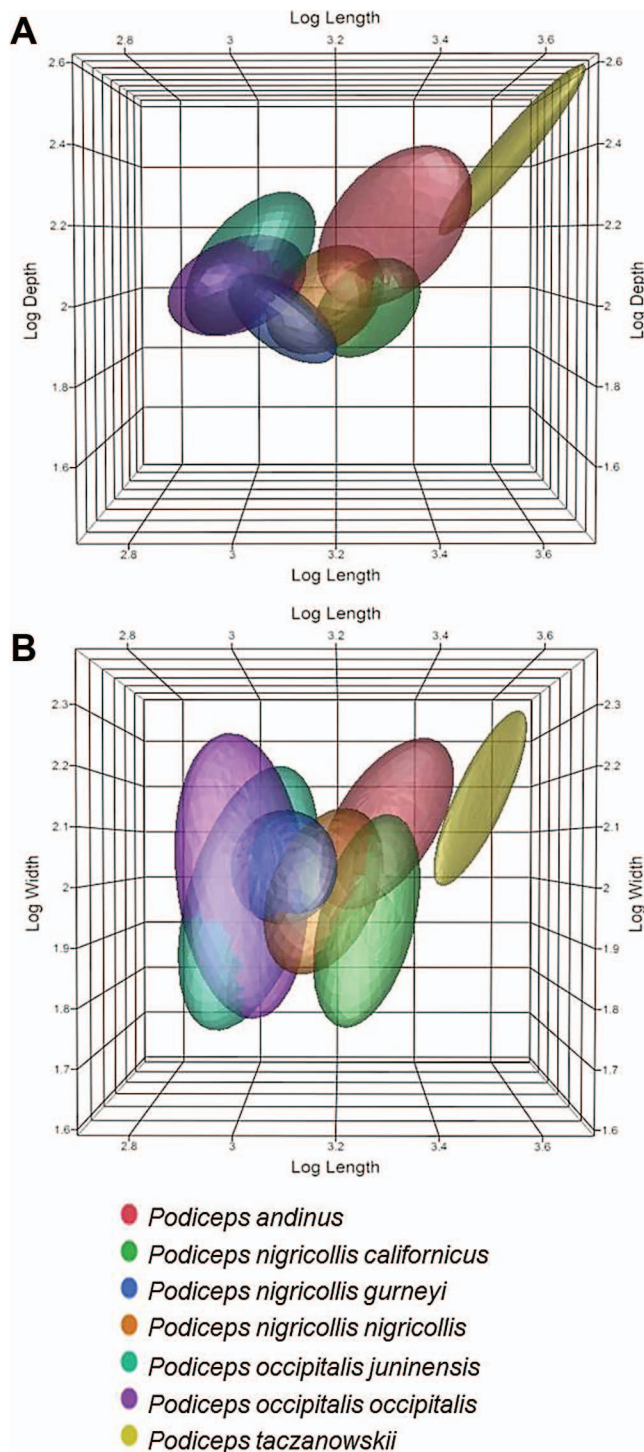 A
Log Length
2.8 3 3.2 3.4 3.6
2.6 2.6
2.4 2.4
2.2 2.2
Log Depth 2 2 Log Depth
1.8 1.8
1.6 1.6
2.8 3 3.2 3.4 3.6
Log Length
B
Log Length
2.8 3 3.2 3.4 3.6
2.3 2.3
2.2 2.2
2.1 2.1
Log Width 2 2 Log Width
1.9 1.9
1.8 1.8
1.7 1.7
1.6 1.6
2.8 3 3.2 3.4 3.6
Log Length
Podiceps andinus
Podiceps nigricollis californicus
Podiceps nigricollis gurneyi
Podiceps nigricollis nigricollis
Podiceps occipitalis juninensis
Podiceps occipitalis occipitalis
Podiceps taczanowskii